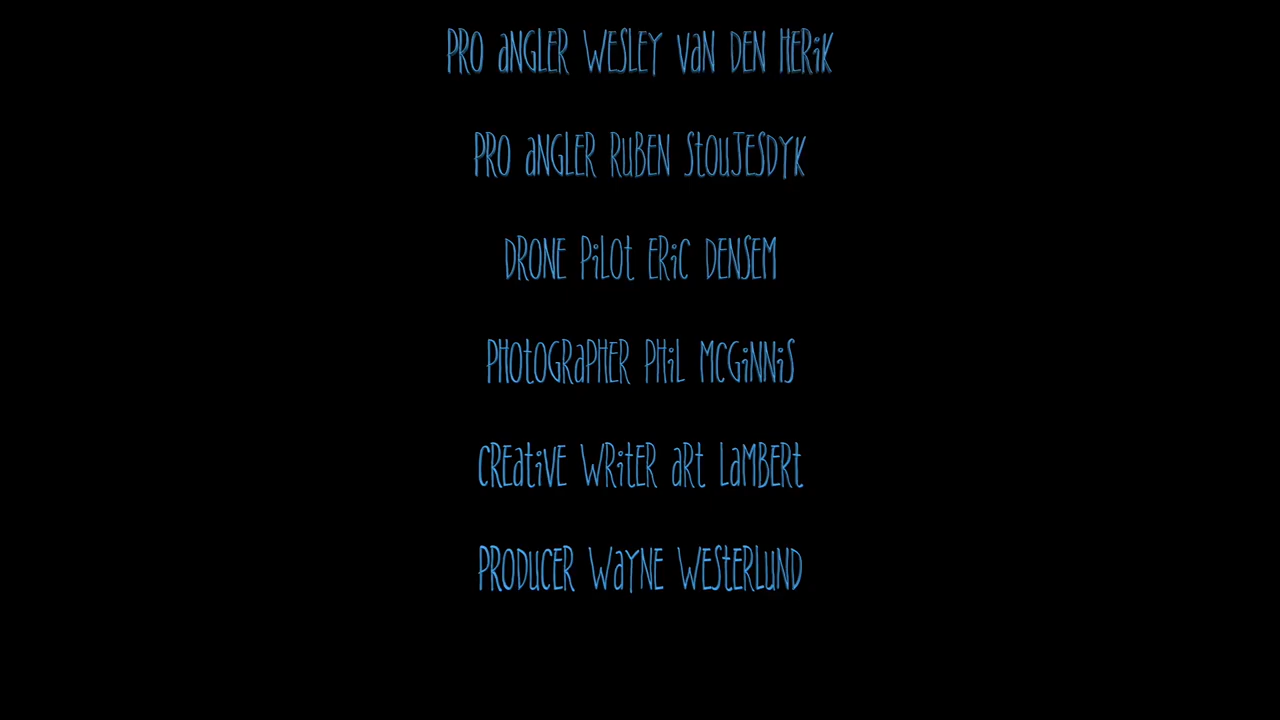 PRO aNGLER WESLEY VaN DEN HERiK
PRO aNGLER RuBEN StOuJESDYK
DRONE PiLOt ERiC DENSEM
PHOtOGRaPHER PHiL MCGiNNiS
CREatiVE WRitER aRt LaMBERt
PRODuCER WaYNE WEStERLuND